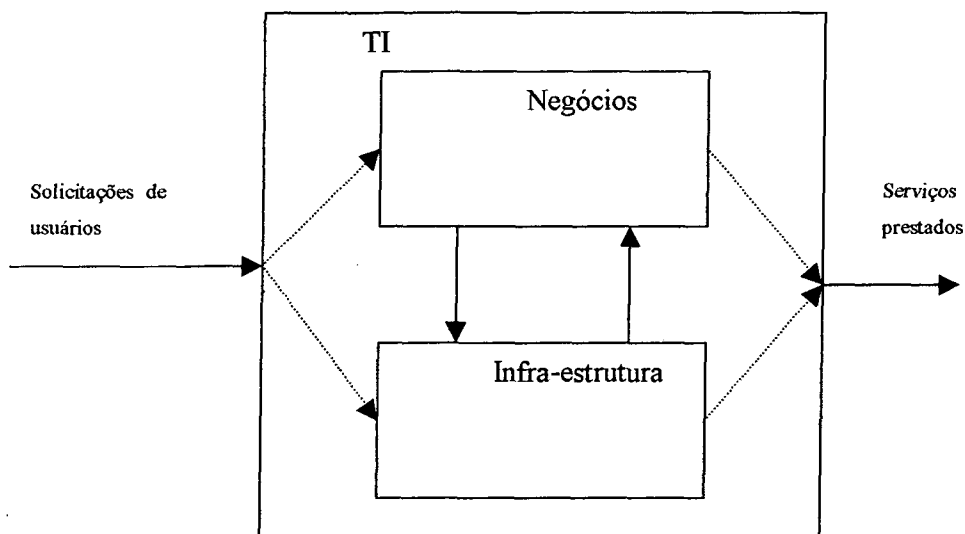 TI
Negócios
Solicitações de
usuários
Serviços
prestados
Infra-estrutura